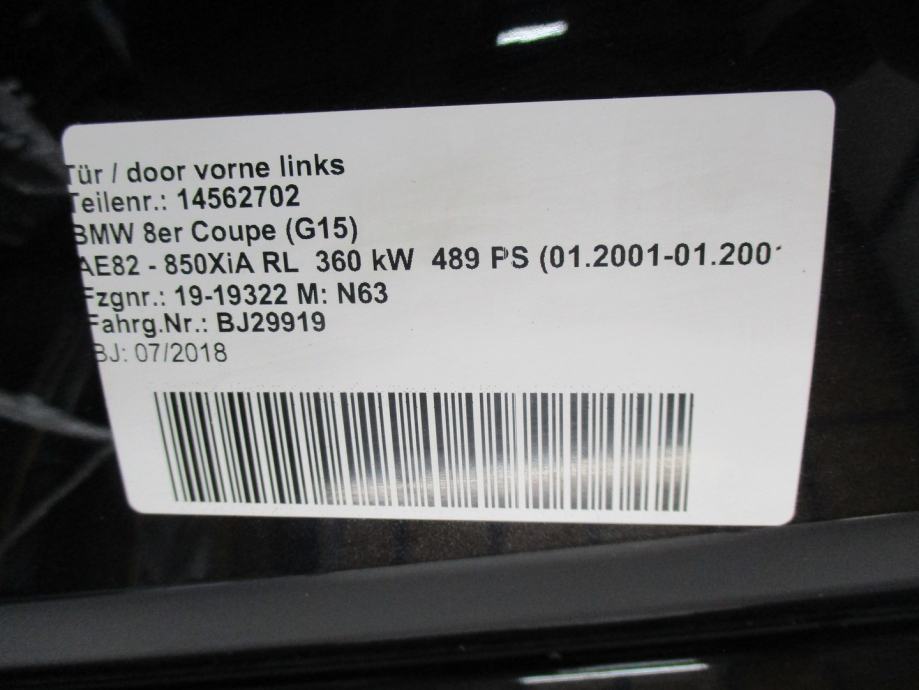 Tür / door vorne links
Teilenr.: 14562702
BMW 8er Coupe (G15)
AE82 - 850XiA RL 360 kW 489 PS (01.2001-01.200
Fzgnr.: 19-19322 M: N63
Fahrg.Nr.: BJ29919
BJ: 07/2018